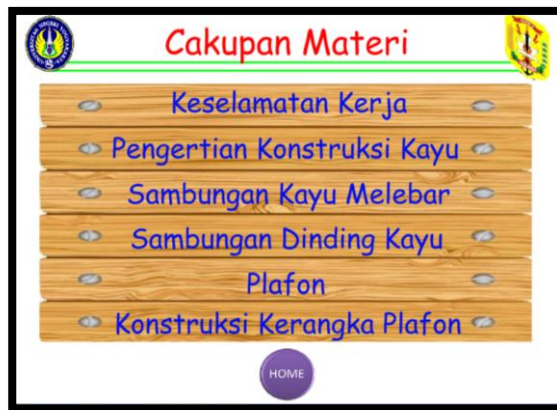 Cakupan Materi
Keselamatan Kerja
Pengertian Konstruksi Kayu
Sambungan Kayu Melebar
Sambungan Dinding Kayu
Plafon
Konstruksi Kerangka Plafon
HOME